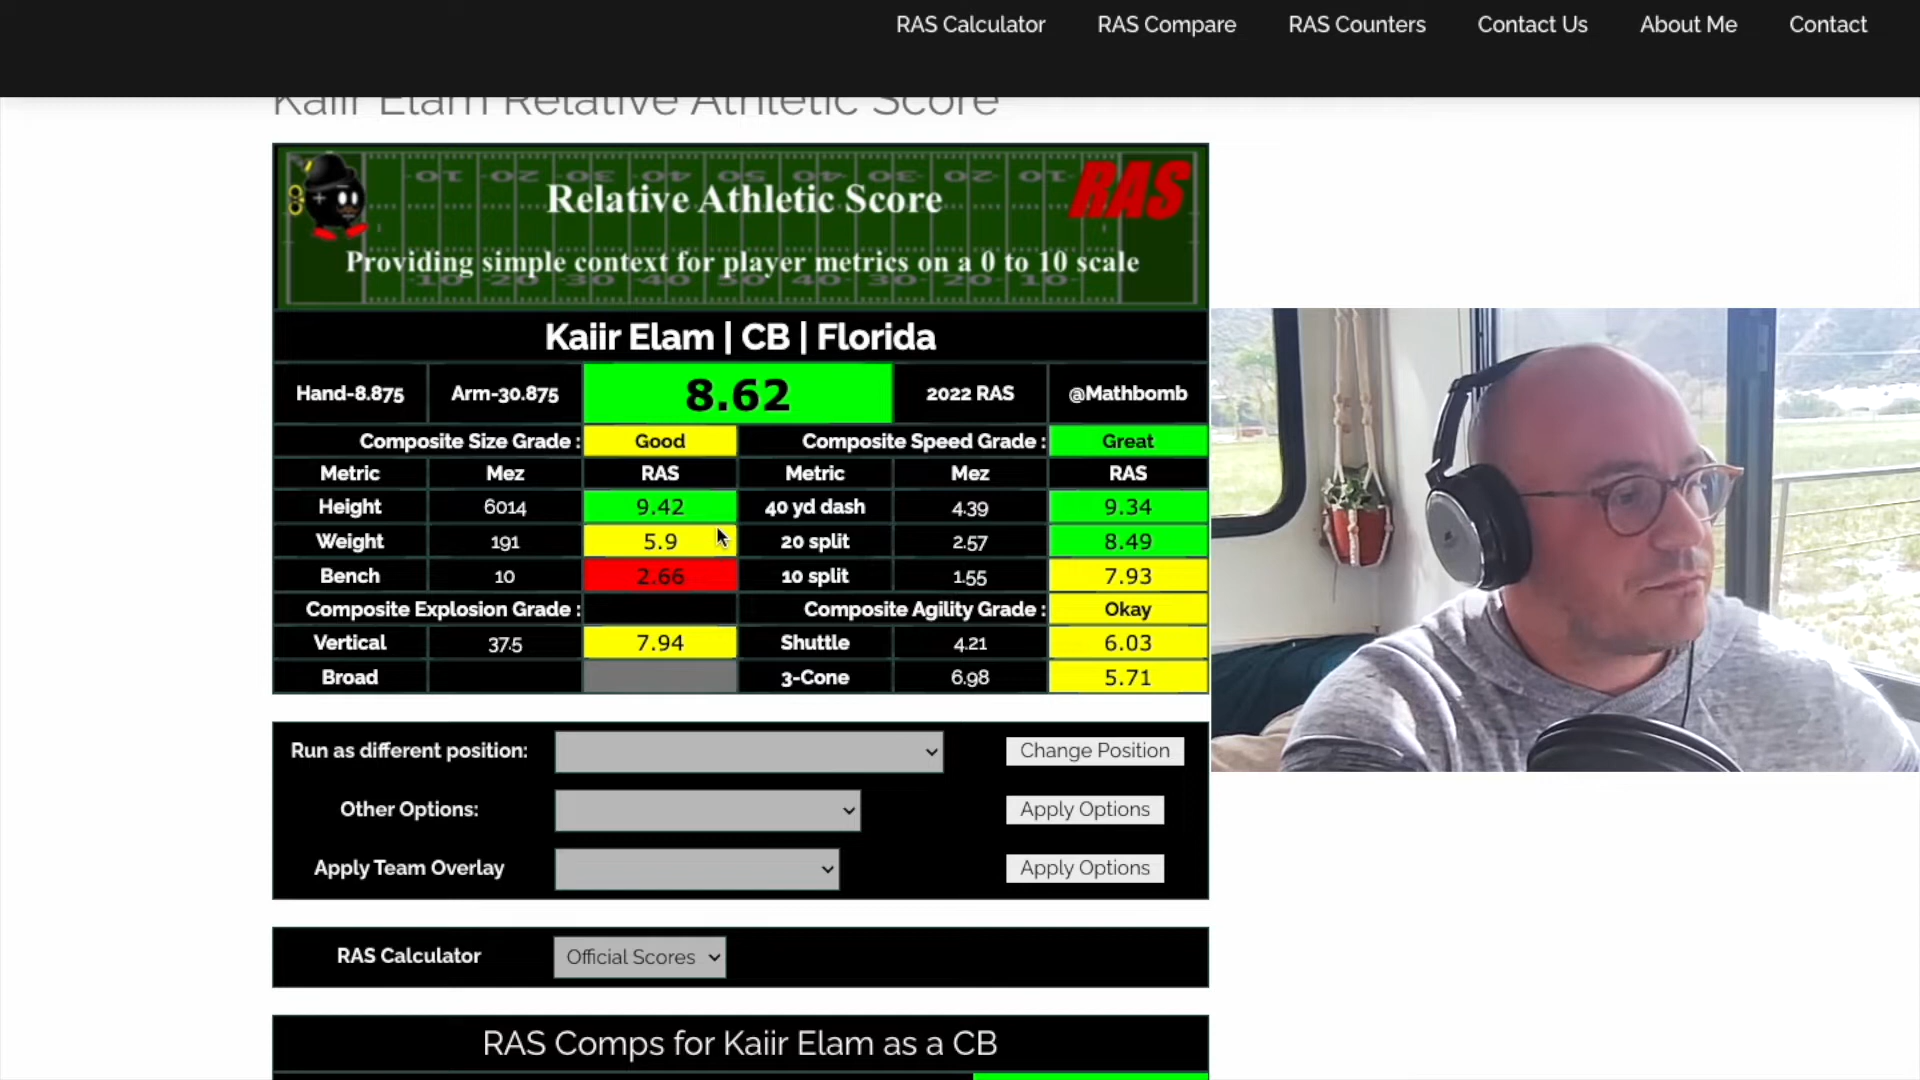 RAS Calculator RAS Compare RAS Counters Contact Us About Me Contact
Kaiir Elam Relative Athletic Score
RAS
Relative Athletic Score
Providing simple context for player metrics on a 0 to 10 scale
Kaiir Elam | CB | Florida
Hand-8.875 Arm-30.875 8.62 2022 RAS @Mathbomb
Composite Size Grade : Good Composite Speed Grade : Great
Metric Mez RAS Metric Mez RAS
Height 6014 9.42 40 yd dash 4.39 9.34
Weight 191 5.9 20 split 2.57 8.49
Bench 10 2.66 10 split 1.55 7.93
Composite Explosion Grade : Composite Agility Grade : Okay
Vertical 37.5 7.94 Shuttle 4.21 6.03
Broad 3-Cone 6.98 5.71
Run as different position: Change Position
Other Options: Apply Options
Apply Team Overlay Apply Options
RAS Calculator Official Scores
RAS Comps for Kaiir Elam as a CB